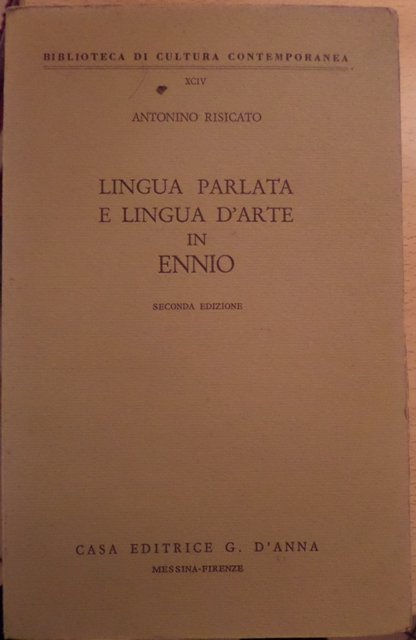 BIBLIOTECA DI CULTURA CONTEMPORANEA
XCIV
ANTONINO RISICATO
LINGUA PARLATA
E LINGUA D'ARTE
IN
ENNIO
SECONDA EDIZIONE
CASA EDITRICE G. D'ANNA
MESSINA-FIRENZE